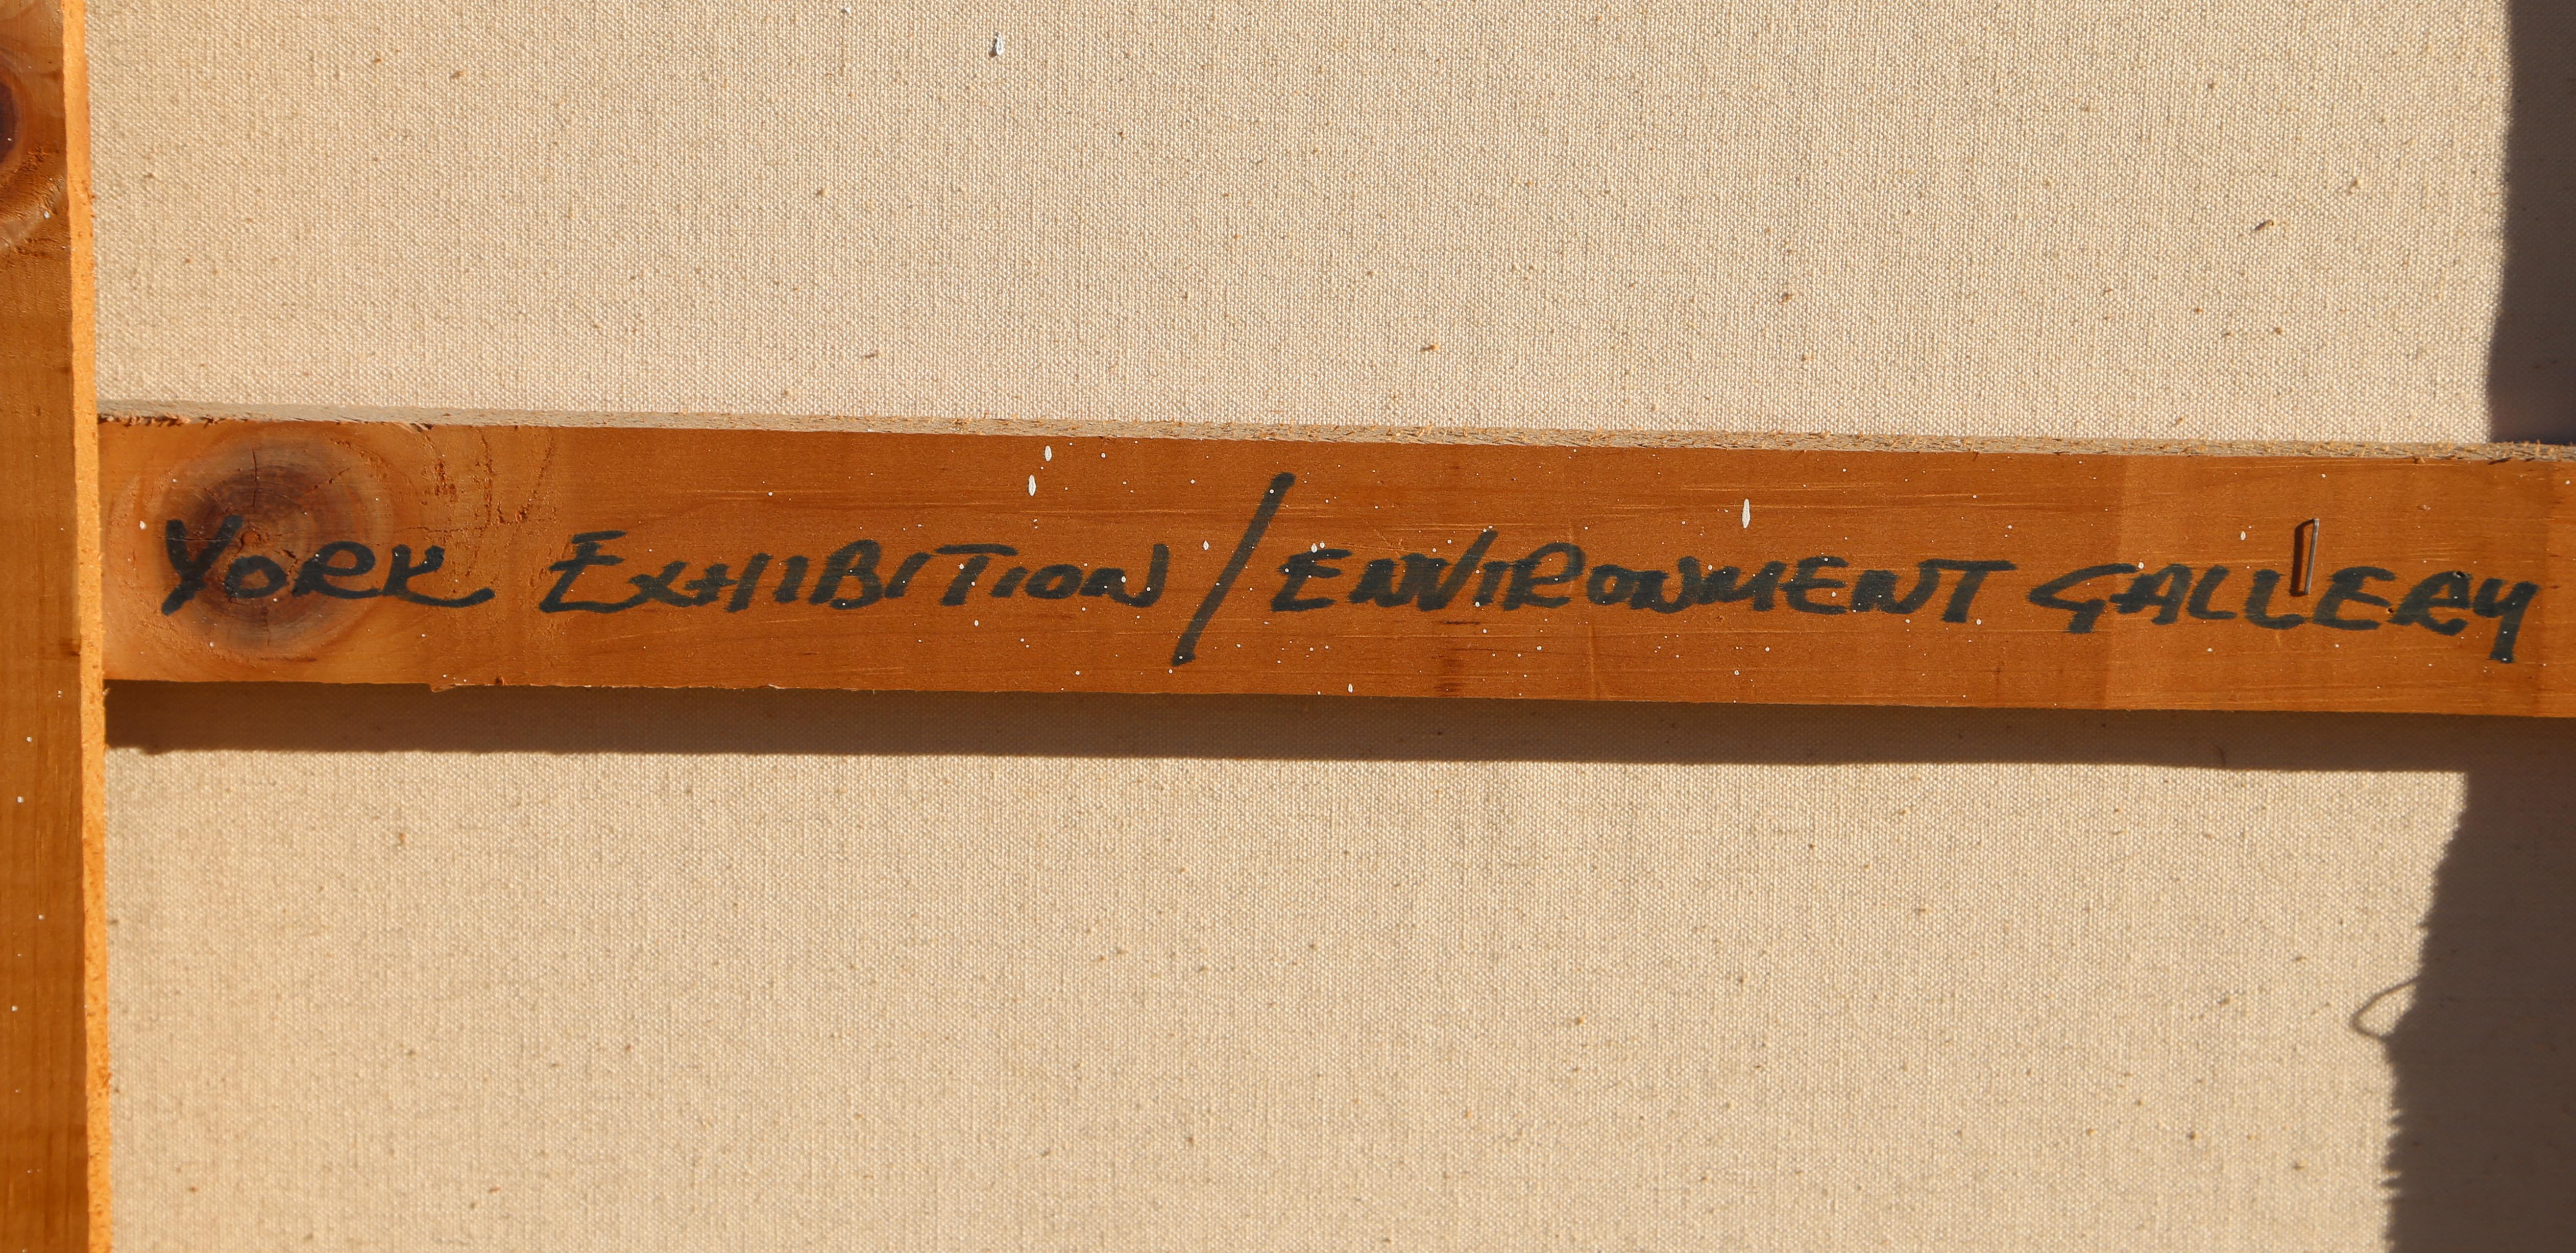 YORK EXHIBITION / ENVIRONMENT GALLERY